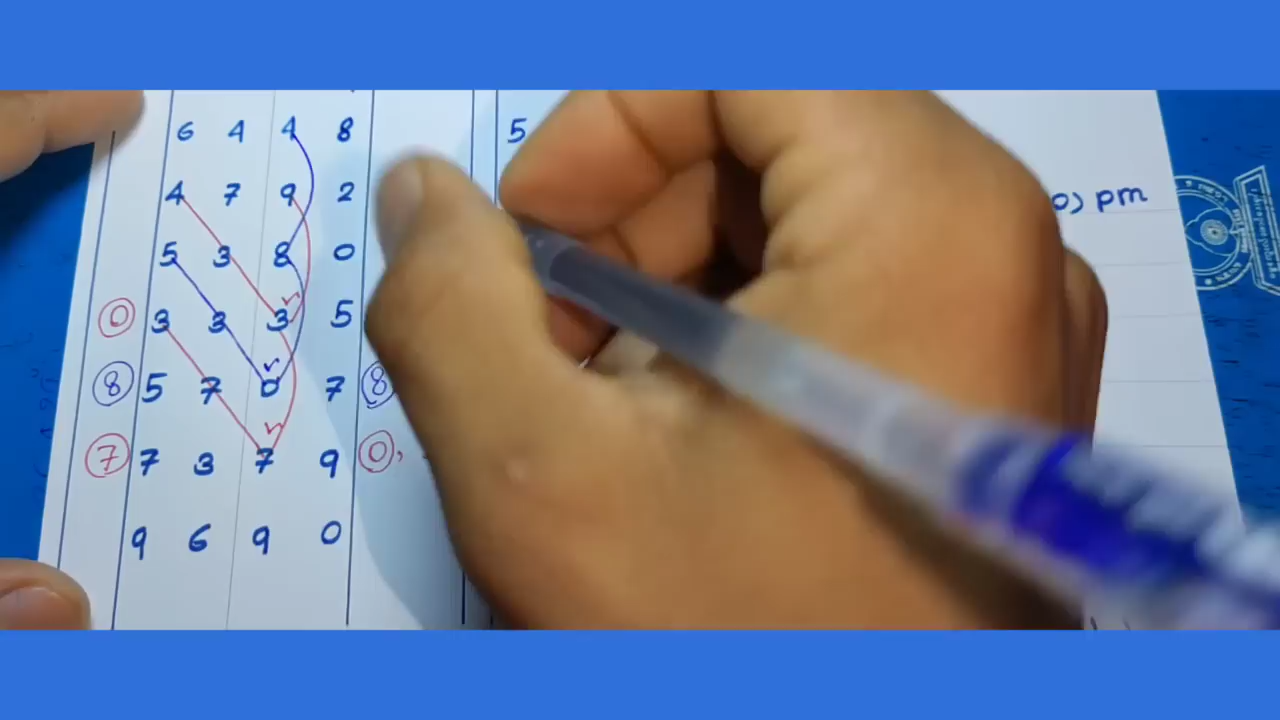 6 4 4 8 5
4 7 9 2 pm
5 3 8 0
0 3 3 3 5
8 5 7 0 7 8
7 7 3 7 9 0,
9 6 9 0